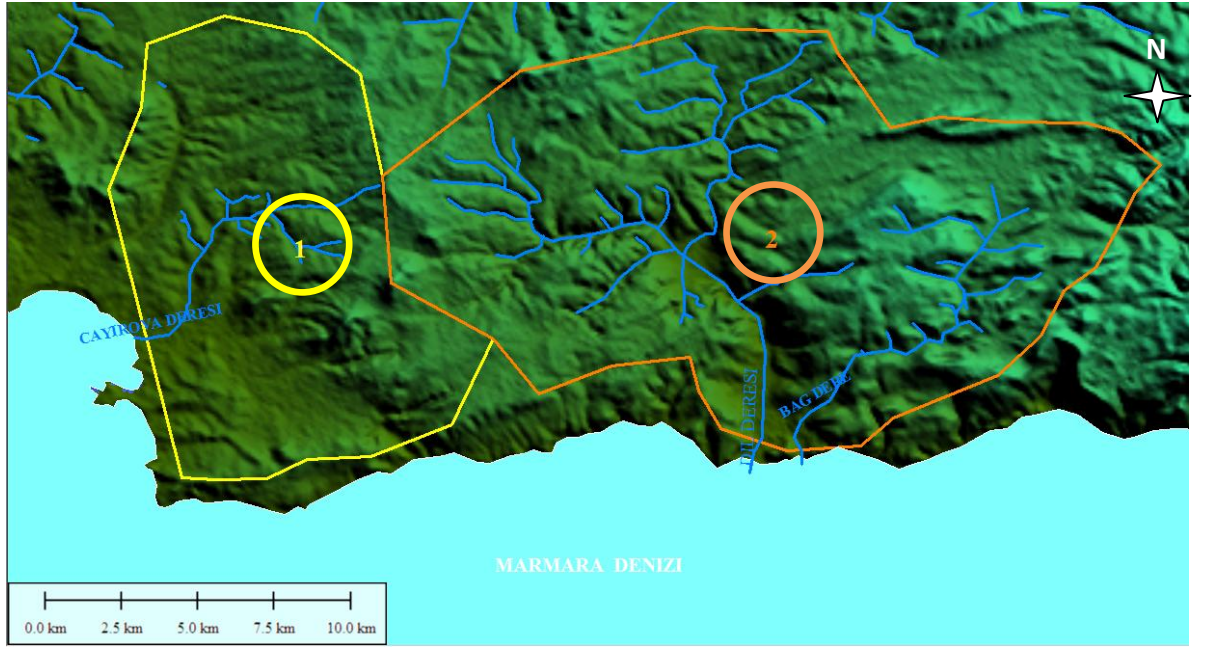 N
1
2
CAYIROVA DERESI
DIL DERESI
BAG DERE
MARMARA DENIZI
0.0 km 2.5 km 5.0 km 7.5 km 10.0 km